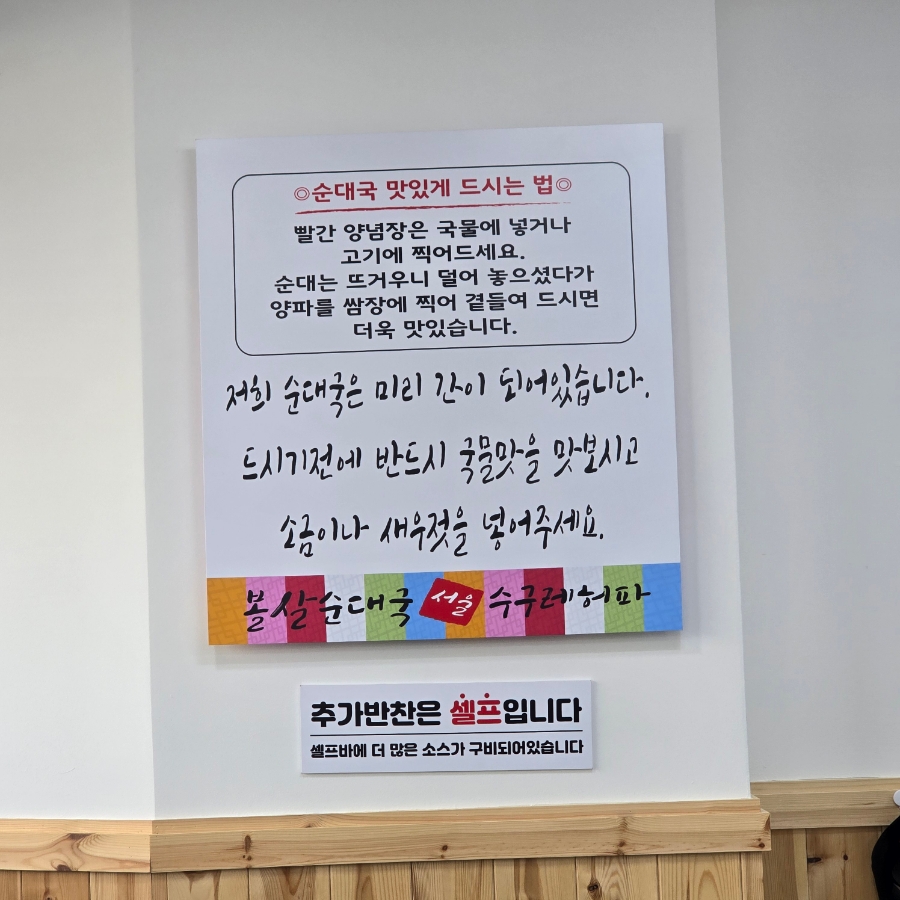 ◎순대국 맛있게 드시는 법◎
빨간 양념장은 국물에 넣거나
고기에 찍어드세요.
순대는 뜨거우니 덜어 놓으셨다가
양파를 쌈장에 찍어 곁들여 드시면
더욱 맛있습니다.
저희 순대국은 미리 간이 되어있습니다.
드시기전에 반드시 국물맛을 맛보시고
소금이나 새우젓을 넣어주세요.
볼살순대국 서울 수구레허파
추가반찬은 셀프입니다
셀프바에 더 많은 소스가 구비되어있습니다